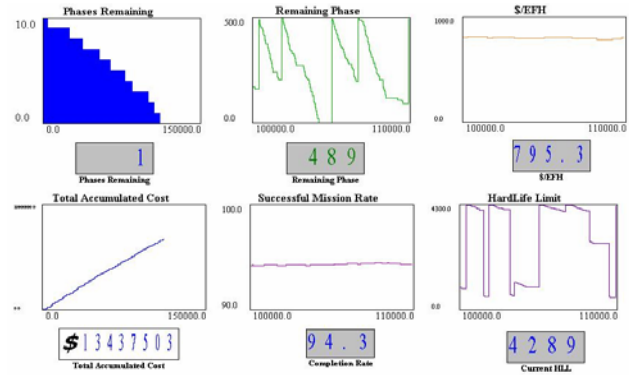 Phases Remaining
Remaining Phase
$/EFH
10.0
0.0
0.0 150000.0
500.0
0.0
100000.0 110000.0
1000.0
0.0
100000.0 110000.0
1
Phases Remaining
489
Remaining Phase
795.3
$/EFH
Total Accumulated Cost
Successful Mission Rate
HardLife Limit
0.0 150000.0
100.0
90.0
100000.0 110000.0
4300.0
0.0
100000.0 110000.0
$13437503
Total Accumulated Cost
94.3
Completion Rate
4289
Current HLL